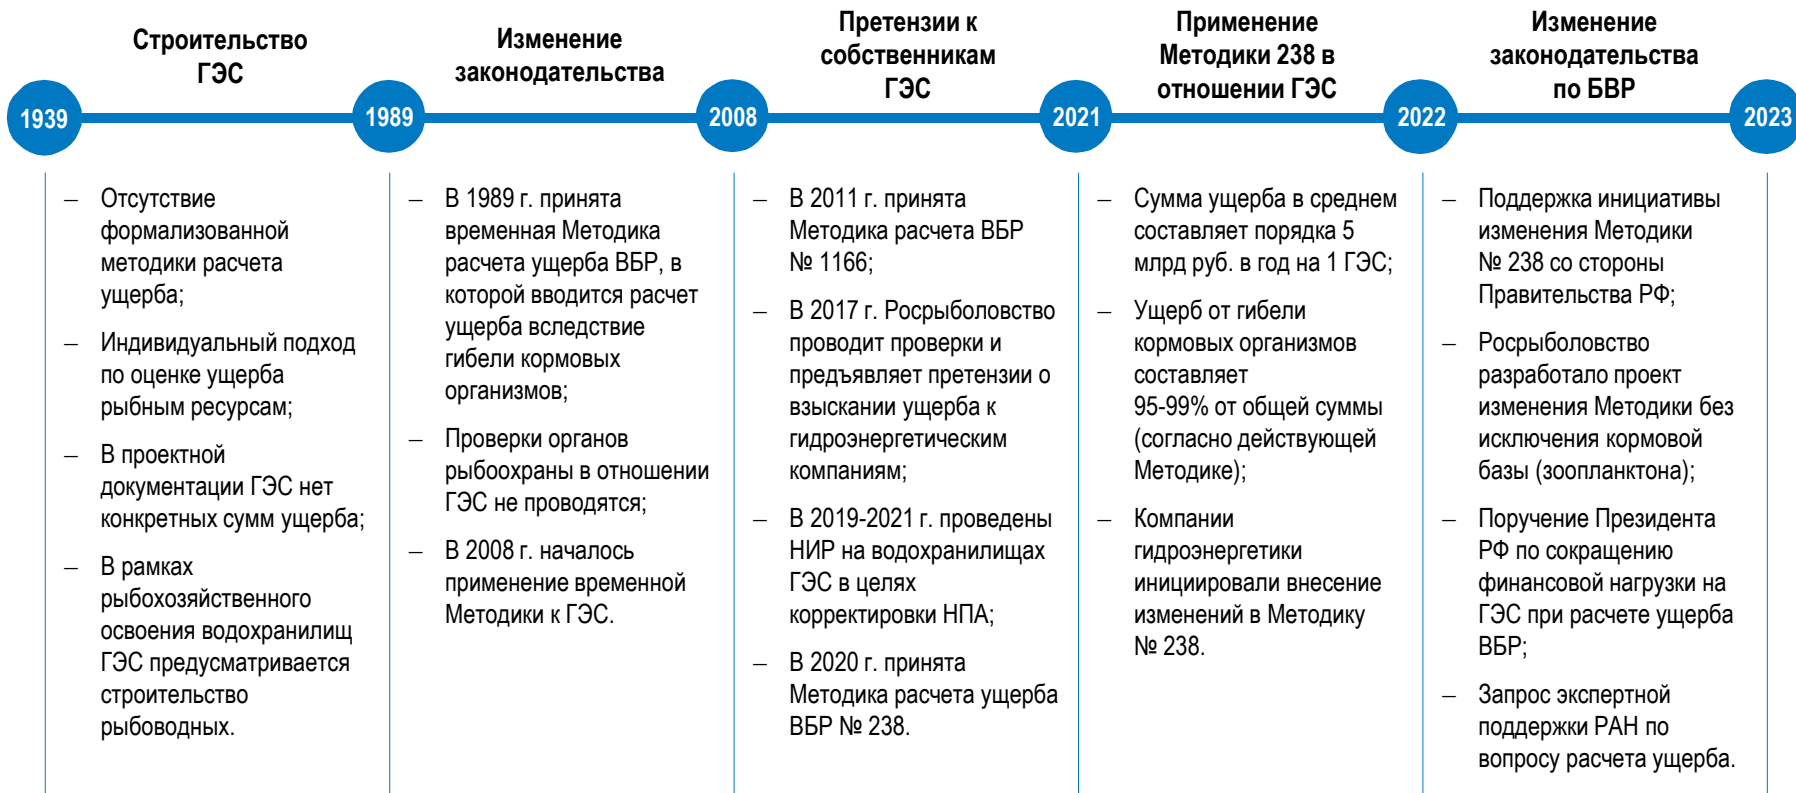 Строительство
ГЭС
Изменение
законодательства
Претензии к
собственникам
ГЭС
Применение
Методики 238 в
отношении ГЭС
Изменение
законодательства
по БВР
1939
1989
2008
2021
2022
2023
– Отсутствие
формализованной
методики расчета
ущерба;
– Индивидуальный подход
по оценке ущерба
рыбным ресурсам;
– В проектной
документации ГЭС нет
конкретных сумм ущерба;
– В рамках
рыбохозяйственного
освоения водохранилищ
ГЭС предусматривается
строительство
рыбоводных.
– В 1989 г. принята
временная Методика
расчета ущерба ВБР, в
которой вводится расчет
ущерба вследствие
гибели кормовых
организмов;
– Проверки органов
рыбоохраны в отношении
ГЭС не проводятся;
– В 2008 г. началось
применение временной
Методики к ГЭС.
– В 2011 г. принята
Методика расчета ВБР
№ 1166;
– В 2017 г. Росрыболовство
проводит проверки и
предъявляет претензии о
взыскании ущерба к
гидроэнергетическим
компаниям;
– В 2019-2021 г. проведены
НИР на водохранилищах
ГЭС в целях
корректировки НПА;
– В 2020 г. принята
Методика расчета ущерба
ВБР № 238.
– Сумма ущерба в среднем
составляет порядка 5
млрд руб. в год на 1 ГЭС;
– Ущерб от гибели
кормовых организмов
составляет
95-99% от общей суммы
(согласно действующей
Методике);
– Компании
гидроэнергетики
инициировали внесение
изменений в Методику
№ 238.
– Поддержка инициативы
изменения Методики
№ 238 со стороны
Правительства РФ;
– Росрыболовство
разработало проект
изменения Методики без
исключения кормовой
базы (зоопланктона);
– Поручение Президента
РФ по сокращению
финансовой нагрузки на
ГЭС при расчете ущерба
ВБР;
– Запрос экспертной
поддержки РАН по
вопросу расчета ущерба.